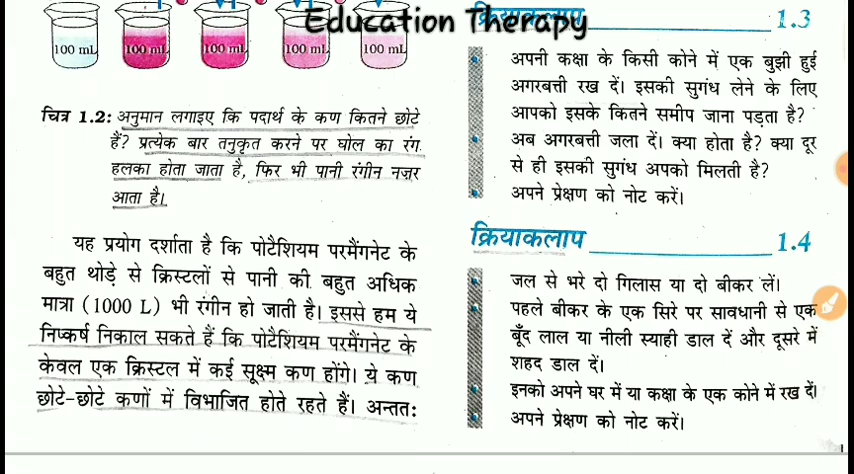 Education Therapy
100 mL
100 mL
100 mL
100 mL
100 mL
चित्र 1.2: अनुमान लगाइए कि पदार्थ के कण कितने छोटे
हैं? प्रत्येक बार तनुकृत करने पर घोल का रंग
हलका होता जाता है, फिर भी पानी रंगीन नज़र
आता है।
यह प्रयोग दर्शाता है कि पोटैशियम परमैंगनेट के
बहुत थोड़े से क्रिस्टलों से पानी की बहुत अधिक
मात्रा (1000 L) भी रंगीन हो जाती है। इससे हम ये
निष्कर्ष निकाल सकते हैं कि पोटैशियम परमैंगनेट के
केवल एक क्रिस्टल में कई सूक्ष्म कण होंगे। ये कण
छोटे-छोटे कणों में विभाजित होते रहते हैं। अन्ततः
क्रियाकलाप 1.3
अपनी कक्षा के किसी कोने में एक बुझी हुई
अगरबत्ती रख दें। इसकी सुगंध लेने के लिए
आपको इसके कितने समीप जाना पड़ता है?
अब अगरबत्ती जला दें। क्या होता है? क्या दूर
से ही इसकी सुगंध अपको मिलती है?
अपने प्रेक्षण को नोट करें।
क्रियाकलाप 1.4
जल से भरे दो गिलास या दो बीकर लें।
पहले बीकर के एक सिरे पर सावधानी से एक
बूँद लाल या नीली स्याही डाल दें और दूसरे में
शहद डाल दें।
इनको अपने घर में या कक्षा के एक कोने में रख दें।
अपने प्रेक्षण को नोट करें।